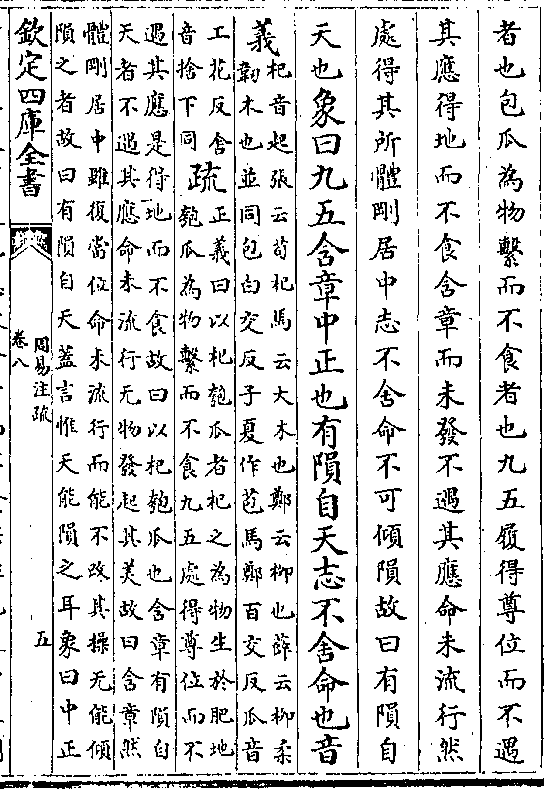 者也包瓜為物繫而不食者也九五履得尊位而不遇
其應得地而不食含章而未發不遇其應命未流行然
處得其所體剛居中志不舍命不可傾隕故曰有隕自
天也象曰九五含章中正也有隕自天志不舍命也音
義杞音起張云苟杞馬云大木也鄭云柳也薛云柳柔
韌木也並同包白交反子夏作苞馬鄭百交反瓜音
工花反舍
音捨下同
疏正義曰以杞匏瓜者杞之為物生於肥地
匏瓜為物繫而不食九五處得尊位而不
遇其應是得地而不食故曰以杞匏瓜也含章有隕自
天者不遇其應命未流行无物發起其美故曰含章然
體剛居中雖復當位命未流行而能不改其操无能傾
隕之者故曰有隕自天蓋言惟天能隕之耳象曰中正
欽定四庫全書
卷八
周易注疏
五